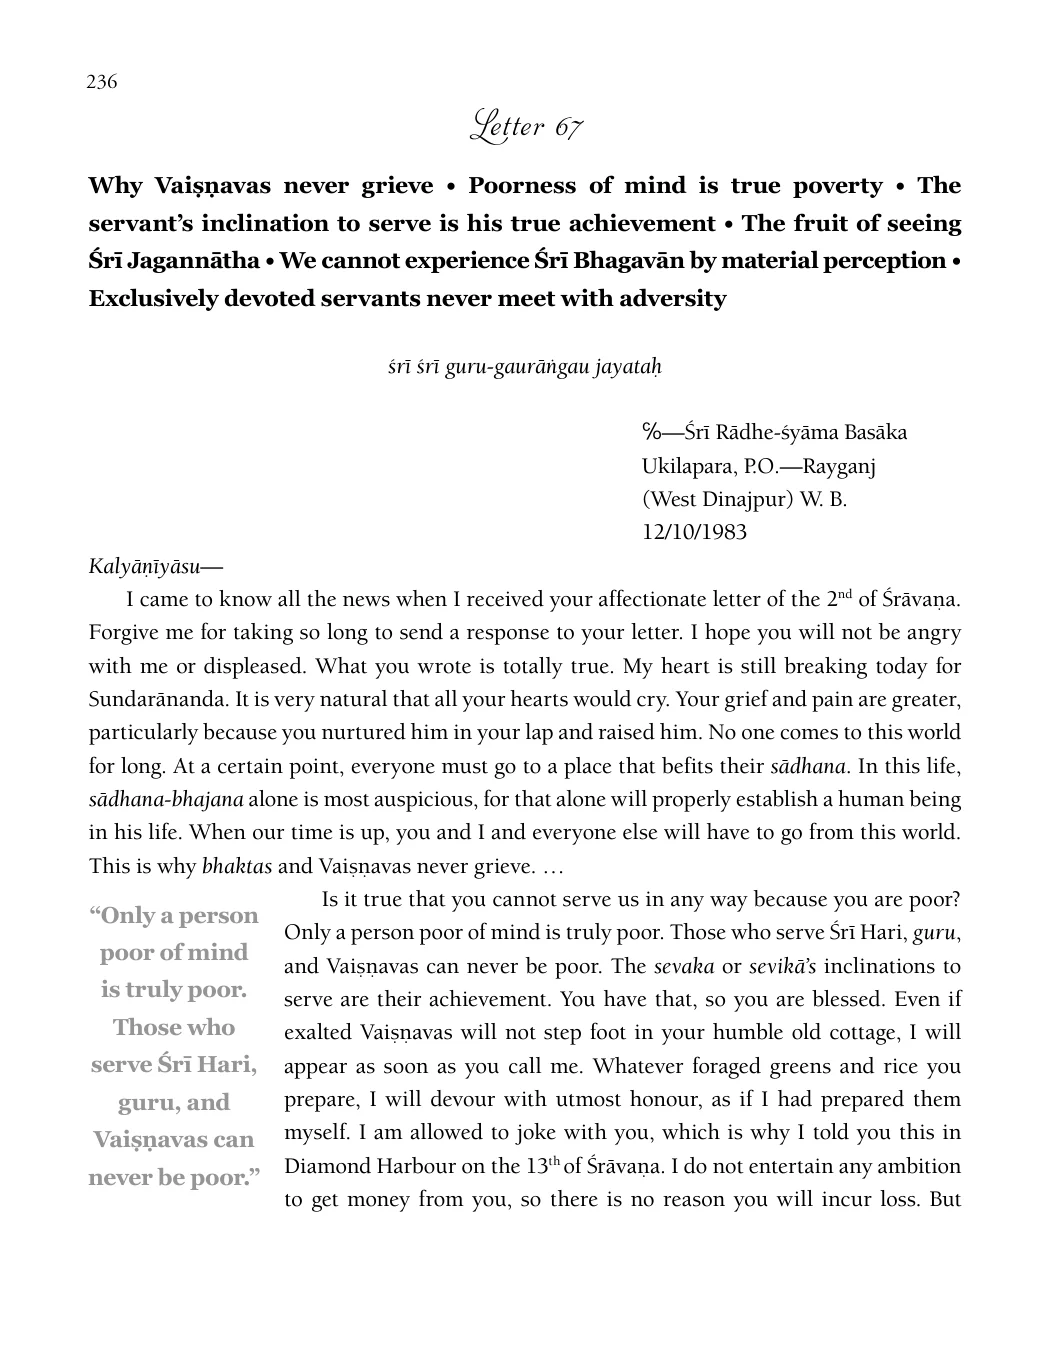 236
Letter 67
Why Vaiṣṇavas never grieve • Poorness of mind is true poverty • The
servant’s inclination to serve is his true achievement • The fruit of seeing
Śrī Jagannātha • We cannot experience Śrī Bhagavān by material perception •
Exclusively devoted servants never meet with adversity
śrī śrī guru-gaurāṅgau jayataḥ
℅—Śrī Rādhe-śyāma Basāka
Ukilapara, P.O.—Rayganj
(West Dinajpur) W. B.
12/10/1983
Kalyāṇīyāsu—
I came to know all the news when I received your affectionate letter of the 2nd of Śrāvaṇa.
Forgive me for taking so long to send a response to your letter. I hope you will not be angry
with me or displeased. What you wrote is totally true. My heart is still breaking today for
Sundarānanda. It is very natural that all your hearts would cry. Your grief and pain are greater,
particularly because you nurtured him in your lap and raised him. No one comes to this world
for long. At a certain point, everyone must go to a place that befits their sādhana. In this life,
sādhana-bhajana alone is most auspicious, for that alone will properly establish a human being
in his life. When our time is up, you and I and everyone else will have to go from this world.
This is why bhaktas and Vaiṣṇavas never grieve. …
Is it true that you cannot serve us in any way because you are poor?
Only a person poor of mind is truly poor. Those who serve Śrī Hari, guru,
and Vaiṣṇavas can never be poor. The sevaka or sevikā’s inclinations to
serve are their achievement. You have that, so you are blessed. Even if
exalted Vaiṣṇavas will not step foot in your humble old cottage, I will
appear as soon as you call me. Whatever foraged greens and rice you
prepare, I will devour with utmost honour, as if I had prepared them
myself. I am allowed to joke with you, which is why I told you this in
Diamond Harbour on the 13th of Śrāvaṇa. I do not entertain any ambition
to get money from you, so there is no reason you will incur loss. But
“Only a person
poor of mind
is truly poor.
Those who
serve Śrī Hari,
guru, and
Vaiṣṇavas can
never be poor.”